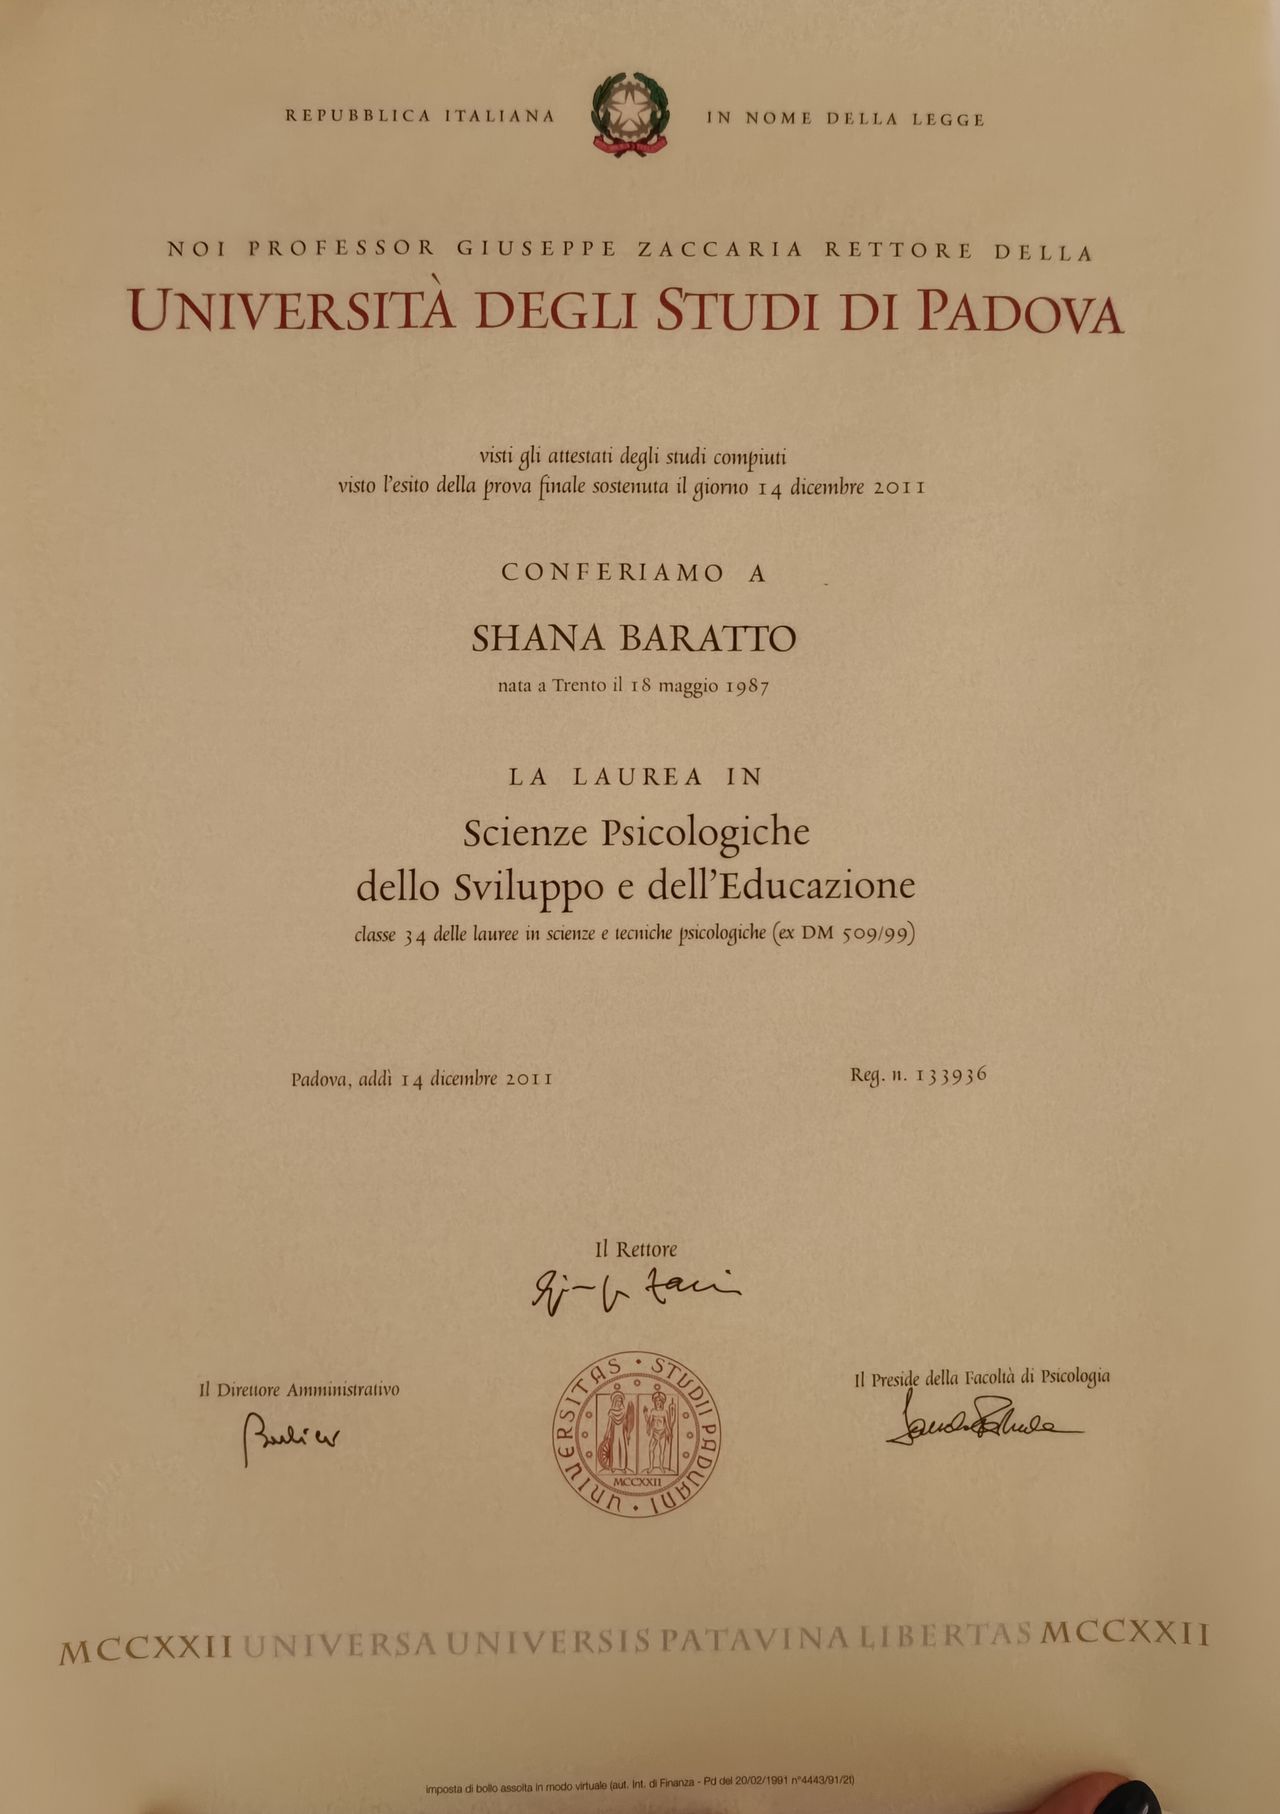 REPUBBLICA ITALIANA IN NOME DELLA LEGGE
NOI PROFESSOR GIUSEPPE ZACCARIA RETTORE DELLA
UNIVERSITÀ DEGLI STUDI DI PADOVA
visti gli attestati degli studi compiuti
visto l'esito della prova finale sostenuta il giorno 14 dicembre 2011
CONFERIAMO A
SHANA BARATTO
nata a Trento il 18 maggio 1987
LA LAUREA IN
Scienze Psicologiche
dello Sviluppo e dell'Educazione
classe 34 delle lauree in scienze e tecniche psicologiche (ex DM 509/99)
Padova, addì 14 dicembre 2011 Reg. n. 133936
Il Rettore
Il Direttore Amministrativo
Il Preside della Facoltà di Psicologia
UNIVERSITAS · STUDII PADUANI ·
MCCXXII
MCCXXII UNIVERSA UNIVERSIS PATAVINA LIBERTAS MCCXXII
imposta di bollo assolta in modo virtuale (aut. Int. di Finanza - Pd del 20/02/1991 n°4443/91/2t)